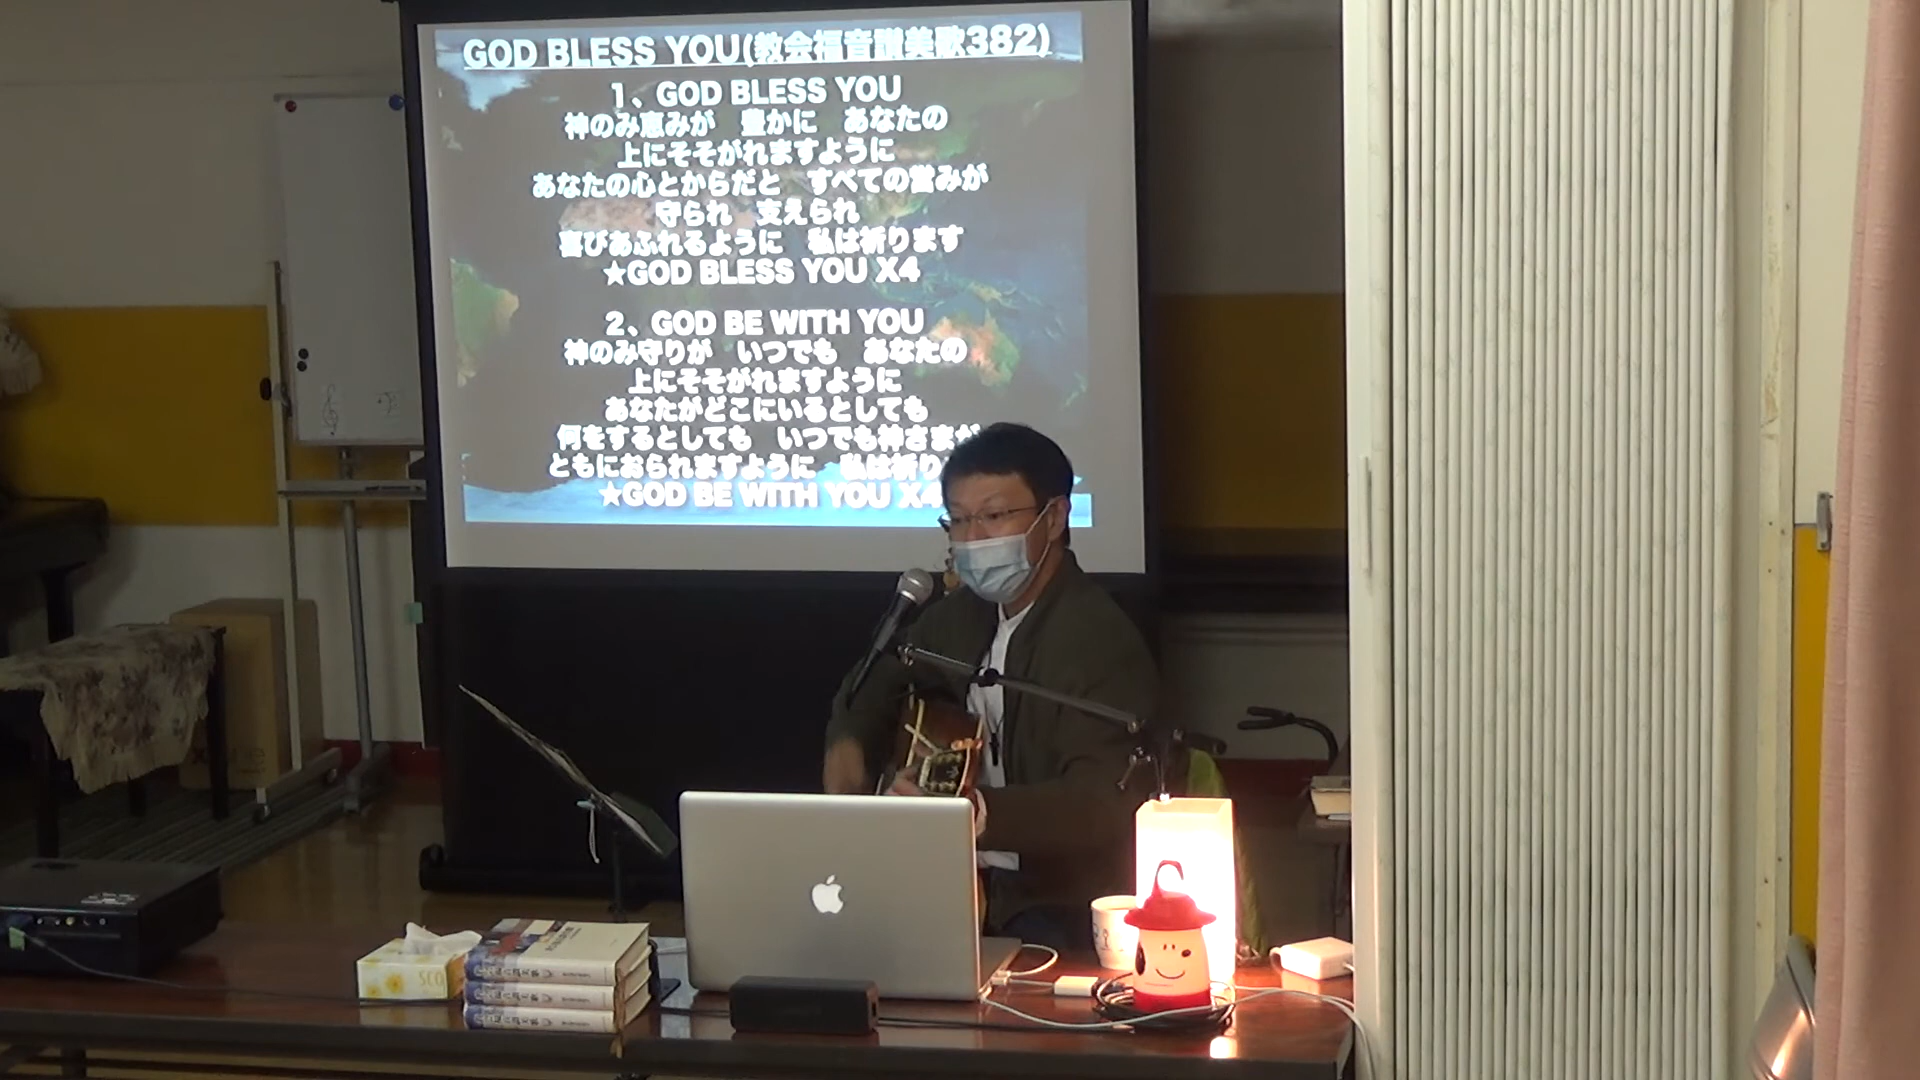 GOD BLESS YOU(教会福音讃美歌382)
1、GOD BLESS YOU
神のみ恵みが　豊かに　あなたの
上にそそがれますように
あなたの心とからだと　すべての営みが
守られ　支えられ
喜びあふれるように　私は祈ります
★GOD BLESS YOU X4
2、GOD BE WITH YOU
神のみ守りが　いつでも　あなたの
上にそそがれますように
あなたがどこにいるとしても
何をするとしても　いつでも神さまが
ともにおられますように　私は祈り
★GOD BE WITH YOU X4
SCO